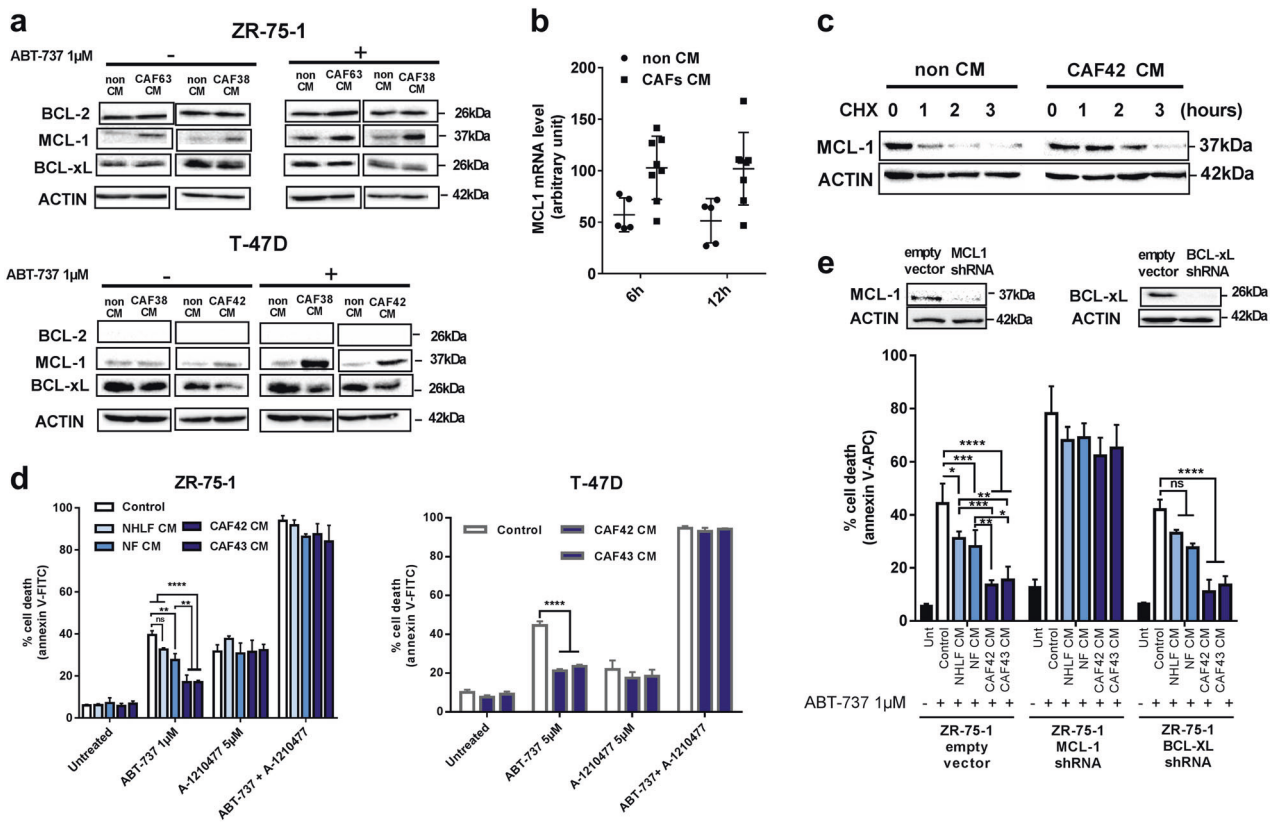 a
ZR-75-1
ABT-737 1µM - +
non CM CAF63 CM non CM CAF38 CM non CM CAF63 CM non CM CAF38 CM
BCL-2 26kDa
MCL-1 37kDa
BCL-xL 26kDa
ACTIN 42kDa
T-47D
ABT-737 1µM - +
non CM CAF38 CM non CM CAF42 CM non CM CAF38 CM non CM CAF42 CM
BCL-2 26kDa
MCL-1 37kDa
BCL-xL 26kDa
ACTIN 42kDa
b
non CM
CAFs CM
MCL1 mRNA level
(arbitrary unit)
200
150
100
50
0
6h 12h
c
non CM CAF42 CM
CHX 0 1 2 3 0 1 2 3 (hours)
MCL-1 37kDa
ACTIN 42kDa
d
ZR-75-1
Control
NHLF CM
NF CM
CAF42 CM
CAF43 CM
% cell death
(annexin V-FITC)
100
80
60
40
20
0
****
** **
ns
Untreated
ABT-737 1µM
A-1210477 5µM
ABT-737 + A-1210477
T-47D
Control
CAF42 CM
CAF43 CM
% cell death
(annexin V-FITC)
100
80
60
40
20
0
****
Untreated
ABT-737 5µM
A-1210477 5µM
ABT-737+ A-1210477
e
empty vector MCL1 shRNA
MCL-1 37kDa
ACTIN 42kDa
empty vector BCL-xL shRNA
BCL-xL 26kDa
ACTIN 42kDa
% cell death
(annexin V-APC)
100
80
60
40
20
0
****
***
*
**
***
*
**
****
ns
Unt Control NHLF CM NF CM CAF42 CM CAF43 CM Unt Control NHLF CM NF CM CAF42 CM CAF43 CM Unt Control NHLF CM NF CM CAF42 CM CAF43 CM
ABT-737 1µM - + + + + + - + + + + + - + + + + +
ZR-75-1 empty vector
ZR-75-1 MCL-1 shRNA
ZR-75-1 BCL-XL shRNA